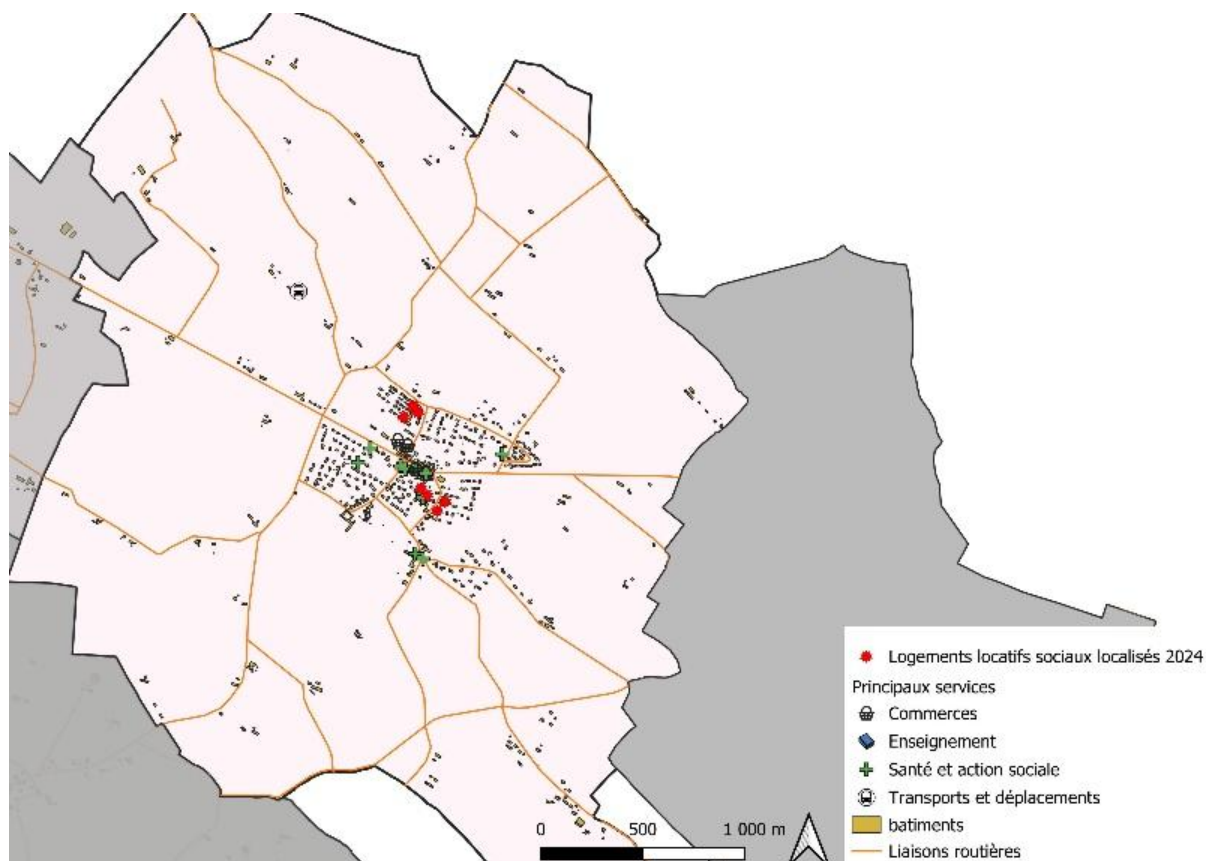 Logements locatifs sociaux localisés 2024
Principaux services
Commerces
Enseignement
Santé et action sociale
Transports et déplacements
batiments
Liaisons routières
0 500 1 000 m